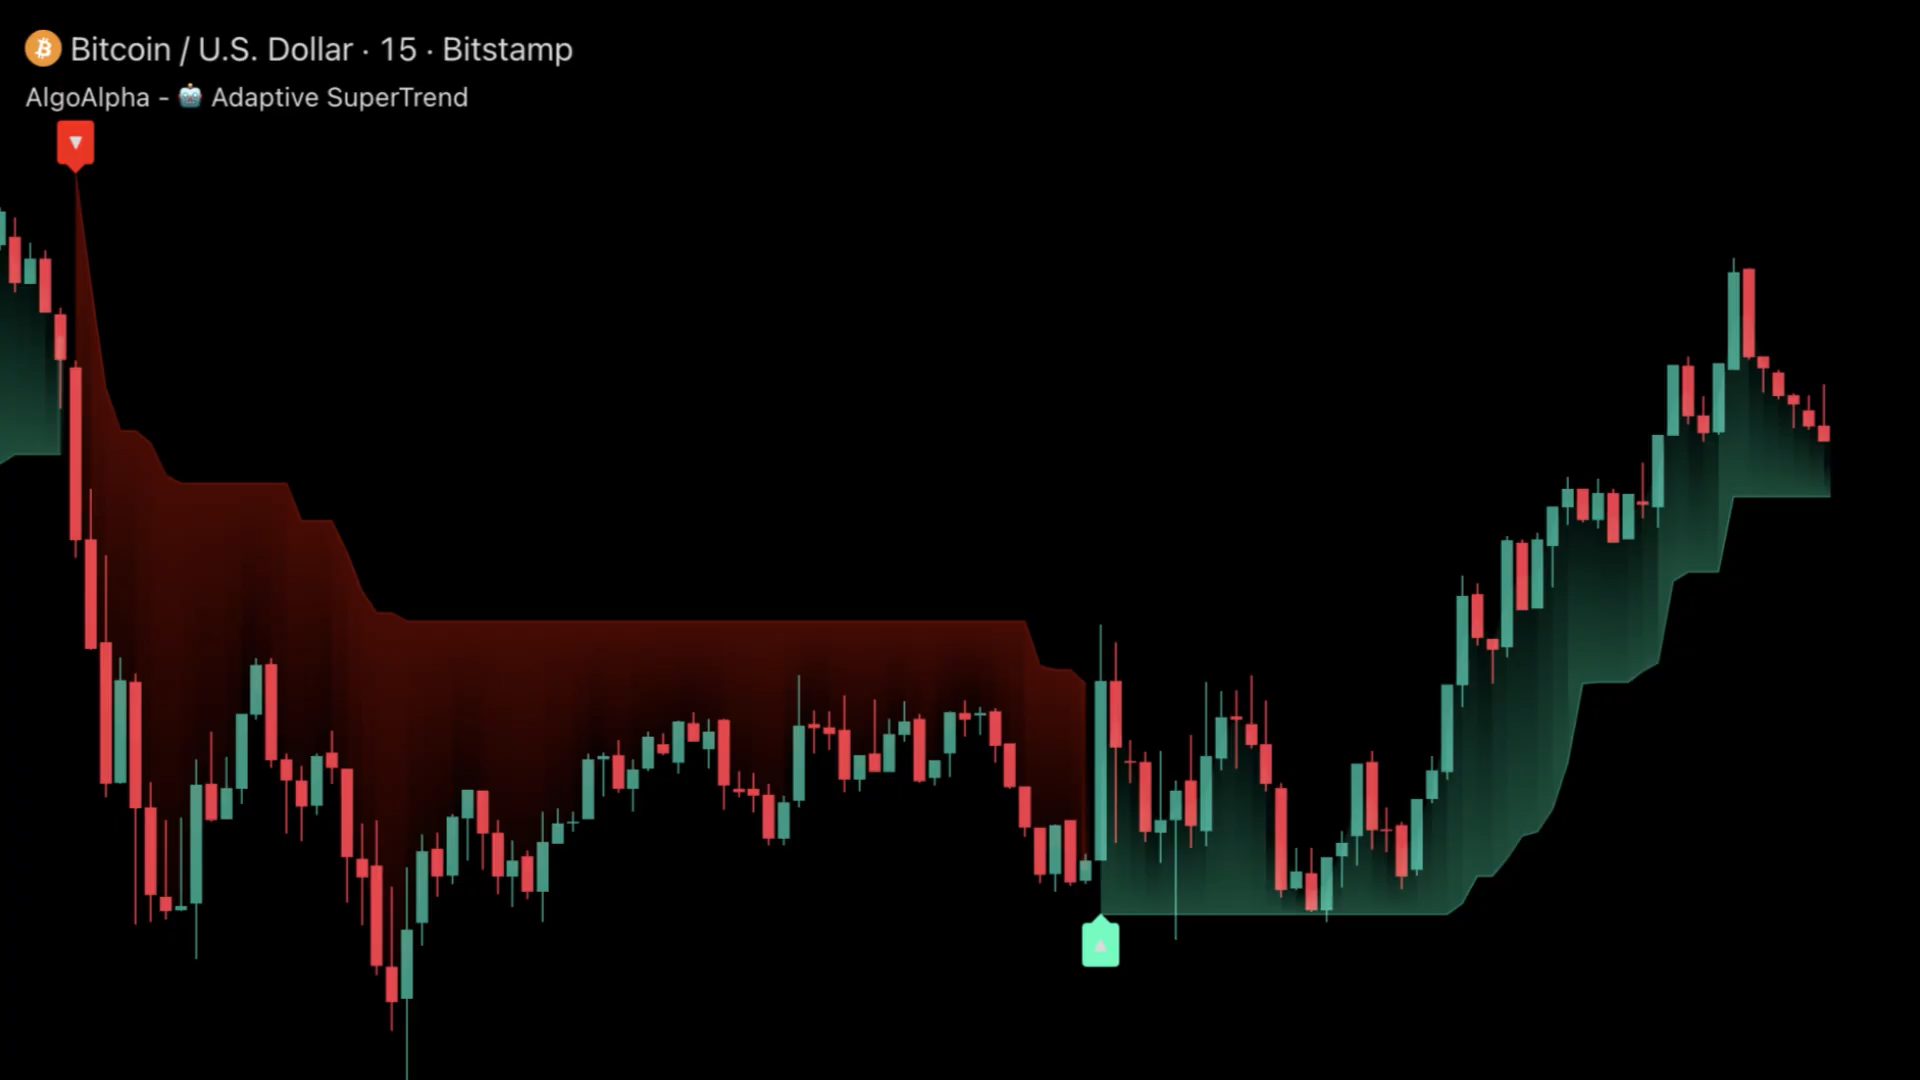 Bitcoin / U.S. Dollar · 15 · Bitstamp
AlgoAlpha - 🤖 Adaptive SuperTrend
▼
▲